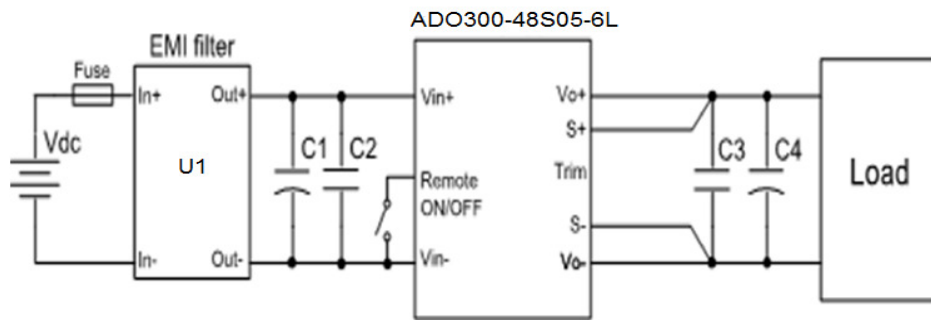 ADO300-48S05-6L
EMI filter
Fuse
In+
Out+
Vin+
Vo+
S+
Vdc
U1
C1
C2
C3
C4
Load
Remote
ON/OFF
Trim
S-
In-
Out-
Vin-
Vo-